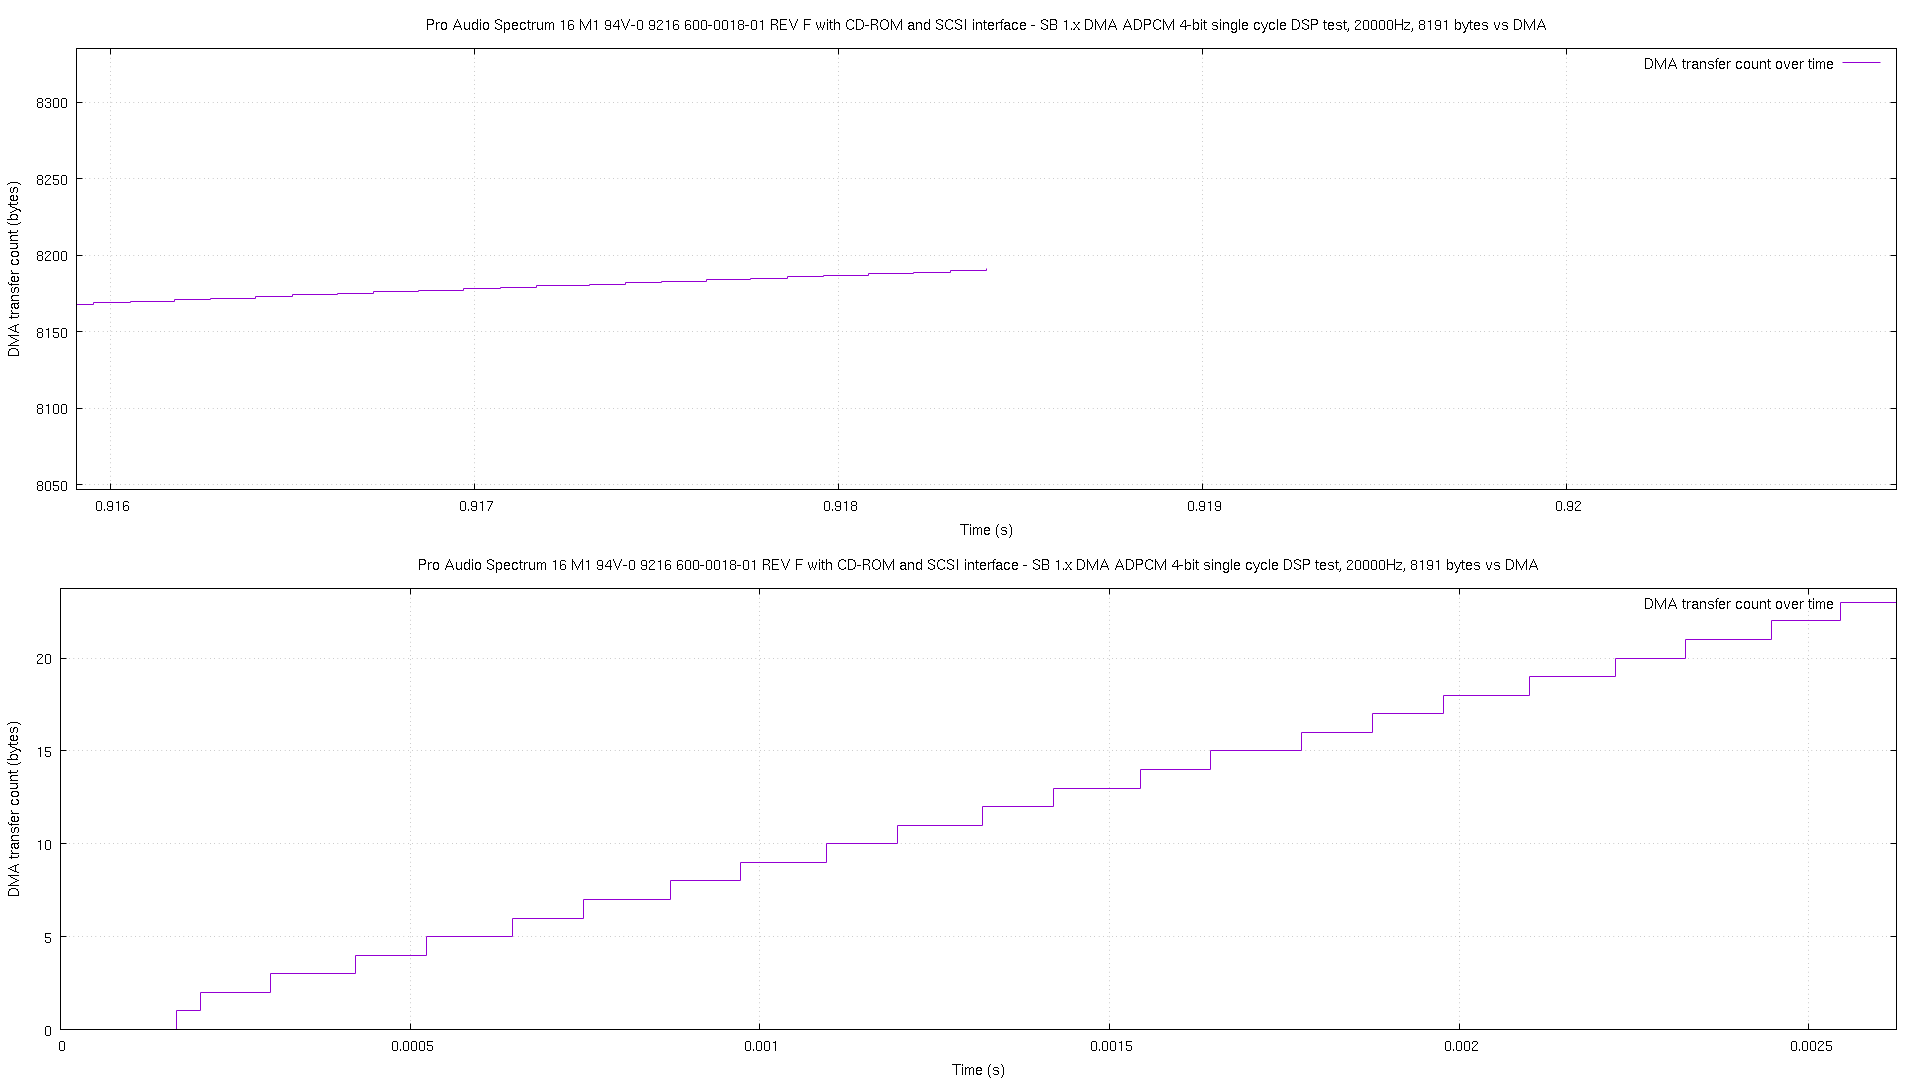 Pro Audio Spectrum 16 M1 94V-0 9216 600-0018-01 REV F with CD-ROM and SCSI interface - SB 1.x DMA ADPCM 4-bit single cycle DSP test, 20000Hz, 8191 bytes vs DMA
DMA transfer count over time
DMA transfer count (bytes)
8300
8250
8200
8150
8100
8050
0.916 0.917 0.918 0.919 0.92
Time (s)
Pro Audio Spectrum 16 M1 94V-0 9216 600-0018-01 REV F with CD-ROM and SCSI interface - SB 1.x DMA ADPCM 4-bit single cycle DSP test, 20000Hz, 8191 bytes vs DMA
DMA transfer count over time
DMA transfer count (bytes)
20
15
10
5
0
0 0.0005 0.001 0.0015 0.002 0.0025
Time (s)